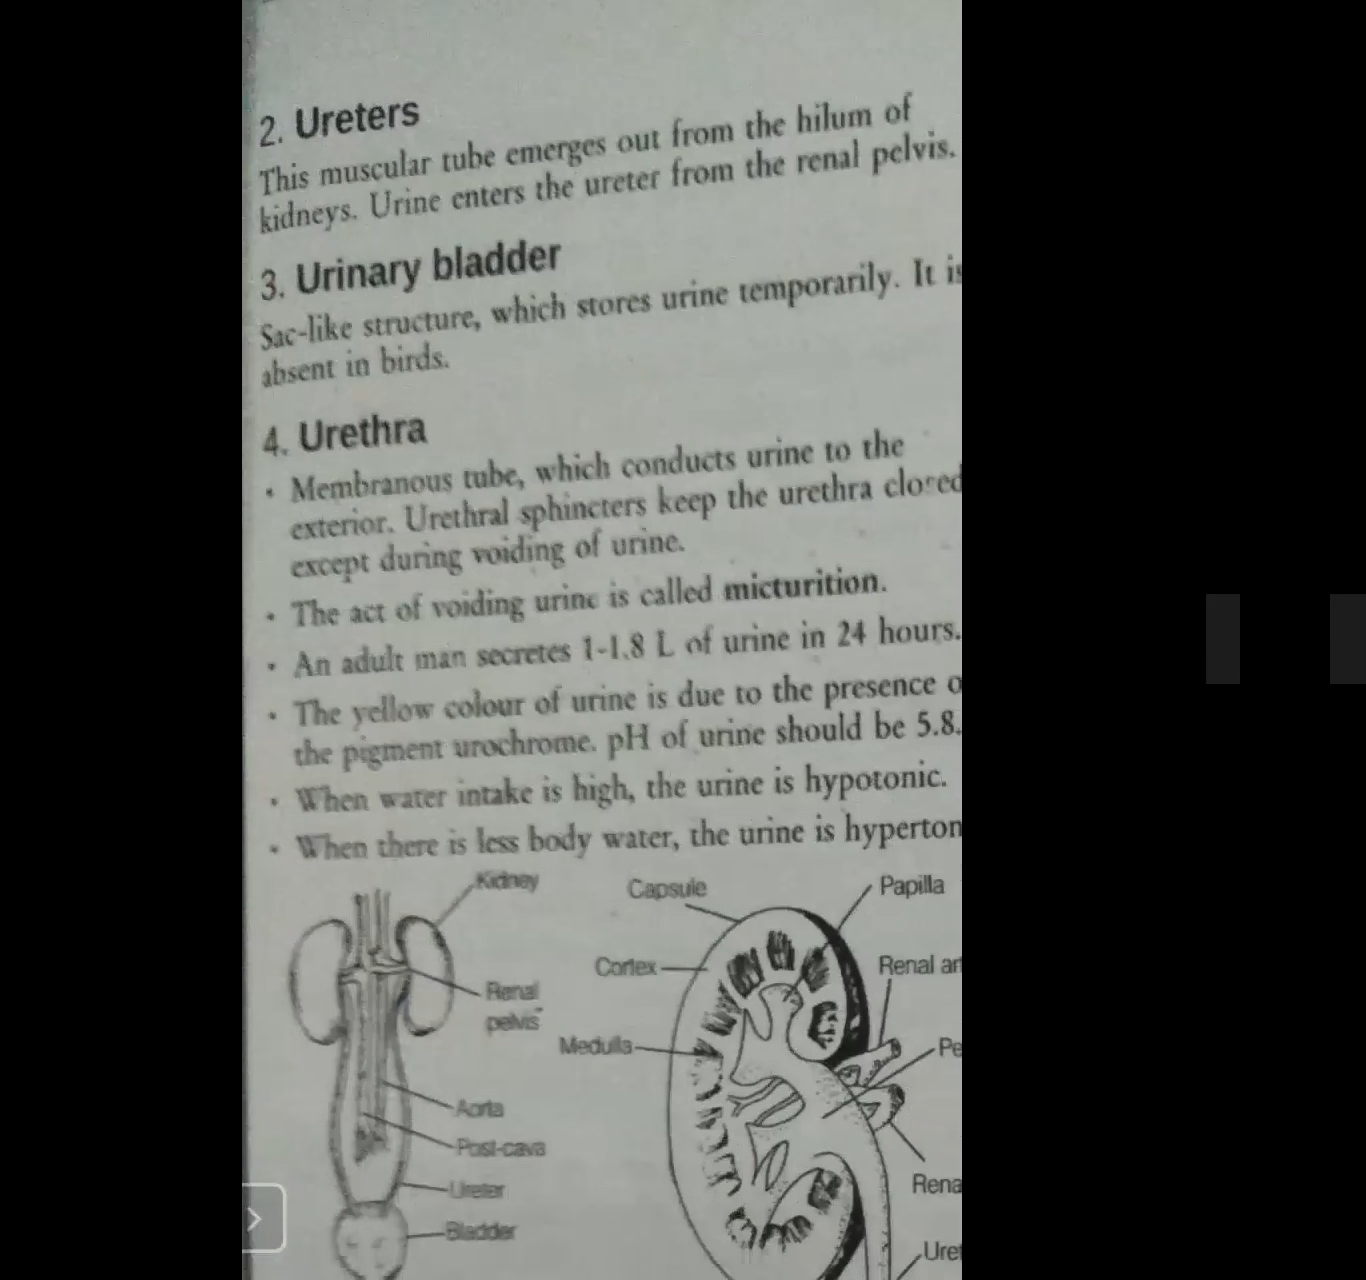 2. Ureters
This muscular tube emerges out from the hilum of
kidneys. Urine enters the ureter from the renal pelvis.
3. Urinary bladder
Sac-like structure, which stores urine temporarily. It is
absent in birds.
4. Urethra
• Membranous tube, which conducts urine to the
exterior. Urethral sphincters keep the urethra closed
except during voiding of urine.
• The act of voiding urine is called micturition.
• An adult man secretes 1-1.8 L of urine in 24 hours.
• The yellow colour of urine is due to the presence o
the pigment urochrome. pH of urine should be 5.8.
• When water intake is high, the urine is hypotonic.
• When there is less body water, the urine is hyperton
Kidney
Renal
pelvis
Aorta
Post-cava
Ureter
Bladder
Capsule
Papilla
Cortex
Renal ar
Medulla
Pe
Rena
Uret